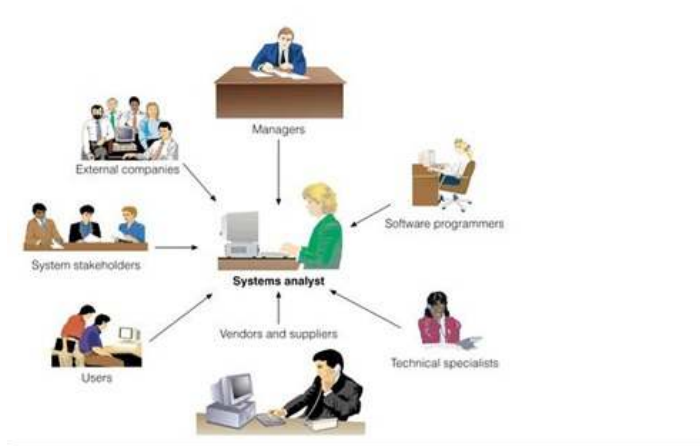 Managers
External companies
Software programmers
System stakeholders
Systems analyst
Vendors and suppliers
Technical specialists
Users